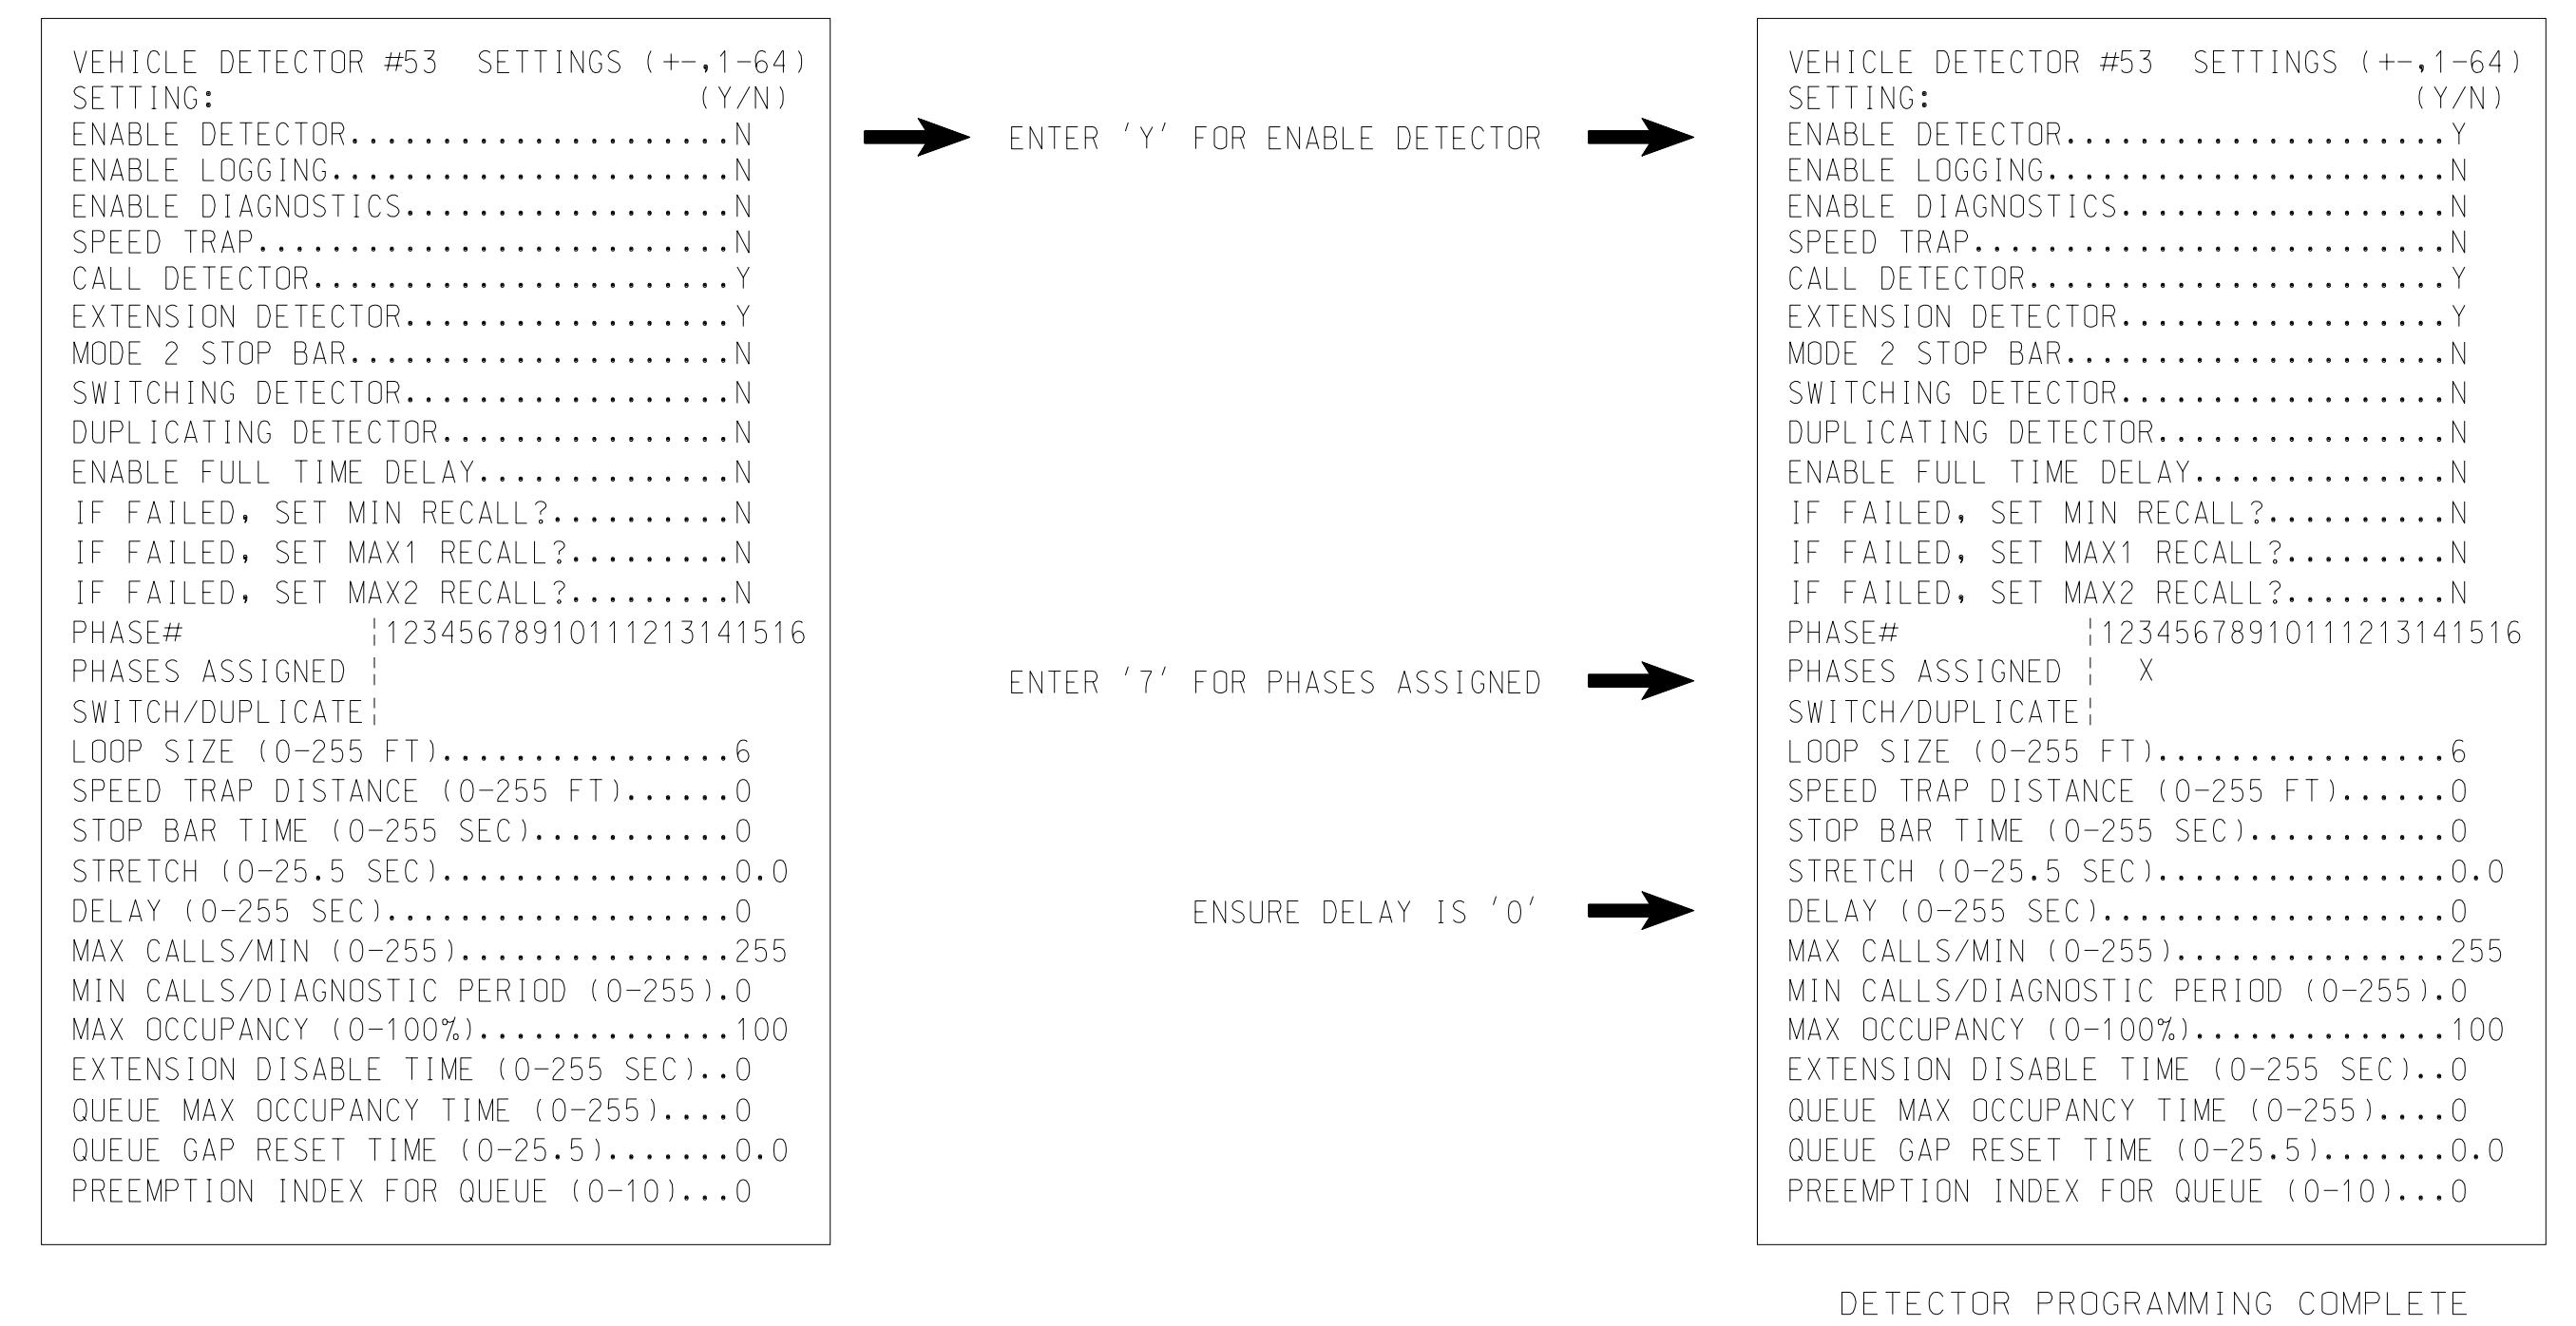 VEHICLE DETECTOR #53 SETTINGS (+-,1-64)
SETTING: (Y/N)
ENABLE DETECTOR.....................N
ENABLE LOGGING......................N
ENABLE DIAGNOSTICS..................N
SPEED TRAP..........................N
CALL DETECTOR.......................Y
EXTENSION DETECTOR..................Y
MODE 2 STOP BAR.....................N
SWITCHING DETECTOR..................N
DUPLICATING DETECTOR................N
ENABLE FULL TIME DELAY..............N
IF FAILED, SET MIN RECALL?..........N
IF FAILED, SET MAX1 RECALL?.........N
IF FAILED, SET MAX2 RECALL?.........N
PHASE# ¦12345678910111213141516
PHASES ASSIGNED ¦
SWITCH/DUPLICATE¦
LOOP SIZE (0-255 FT)................6
SPEED TRAP DISTANCE (0-255 FT)......0
STOP BAR TIME (0-255 SEC)...........0
STRETCH (0-25.5 SEC)................0.0
DELAY (0-255 SEC)...................0
MAX CALLS/MIN (0-255)...............255
MIN CALLS/DIAGNOSTIC PERIOD (0-255).0
MAX OCCUPANCY (0-100%)..............100
EXTENSION DISABLE TIME (0-255 SEC)..0
QUEUE MAX OCCUPANCY TIME (0-255)....0
QUEUE GAP RESET TIME (0-25.5).......0.0
PREEMPTION INDEX FOR QUEUE (0-10)...0
ENTER 'Y' FOR ENABLE DETECTOR
ENTER '7' FOR PHASES ASSIGNED
ENSURE DELAY IS '0'
VEHICLE DETECTOR #53 SETTINGS (+-,1-64)
SETTING: (Y/N)
ENABLE DETECTOR.....................Y
ENABLE LOGGING......................N
ENABLE DIAGNOSTICS..................N
SPEED TRAP..........................N
CALL DETECTOR.......................Y
EXTENSION DETECTOR..................Y
MODE 2 STOP BAR.....................N
SWITCHING DETECTOR..................N
DUPLICATING DETECTOR................N
ENABLE FULL TIME DELAY..............N
IF FAILED, SET MIN RECALL?..........N
IF FAILED, SET MAX1 RECALL?.........N
IF FAILED, SET MAX2 RECALL?.........N
PHASE# ¦12345678910111213141516
PHASES ASSIGNED ¦ X
SWITCH/DUPLICATE¦
LOOP SIZE (0-255 FT)................6
SPEED TRAP DISTANCE (0-255 FT)......0
STOP BAR TIME (0-255 SEC)...........0
STRETCH (0-25.5 SEC)................0.0
DELAY (0-255 SEC)...................0
MAX CALLS/MIN (0-255)...............255
MIN CALLS/DIAGNOSTIC PERIOD (0-255).0
MAX OCCUPANCY (0-100%)..............100
EXTENSION DISABLE TIME (0-255 SEC)..0
QUEUE MAX OCCUPANCY TIME (0-255)....0
QUEUE GAP RESET TIME (0-25.5).......0.0
PREEMPTION INDEX FOR QUEUE (0-10)...0
DETECTOR PROGRAMMING COMPLETE